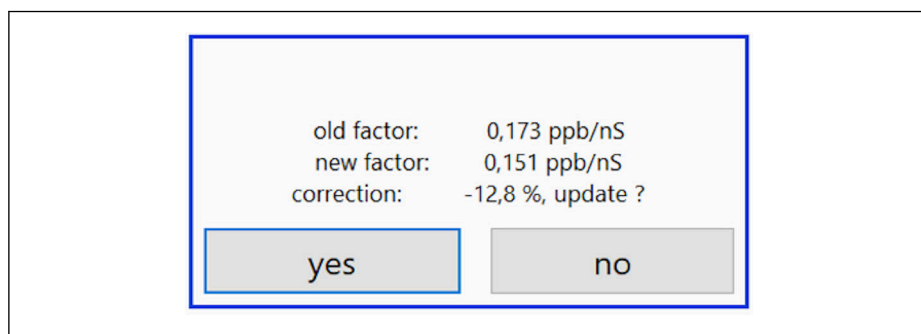 old factor: 0,173 ppb/nS
new factor: 0,151 ppb/nS
correction: -12,8 %, update ?
yes no